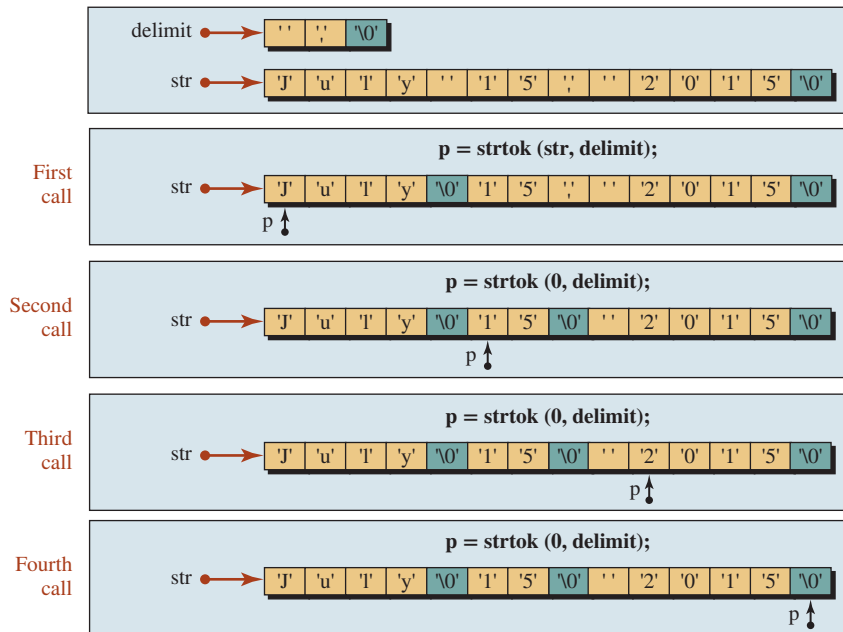 delimit ' ' ',' '\0'
str 'J' 'u' 'l' 'y' ' ' '1' '5' ',' ' ' '2' '0' '1' '5' '\0'
p = strtok (str, delimit);
First call
str 'J' 'u' 'l' 'y' '\0' '1' '5' ',' ' ' '2' '0' '1' '5' '\0'
p
p = strtok (0, delimit);
Second call
str 'J' 'u' 'l' 'y' '\0' '1' '5' '\0' ' ' '2' '0' '1' '5' '\0'
p
p = strtok (0, delimit);
Third call
str 'J' 'u' 'l' 'y' '\0' '1' '5' '\0' ' ' '2' '0' '1' '5' '\0'
p
p = strtok (0, delimit);
Fourth call
str 'J' 'u' 'l' 'y' '\0' '1' '5' '\0' ' ' '2' '0' '1' '5' '\0'
p